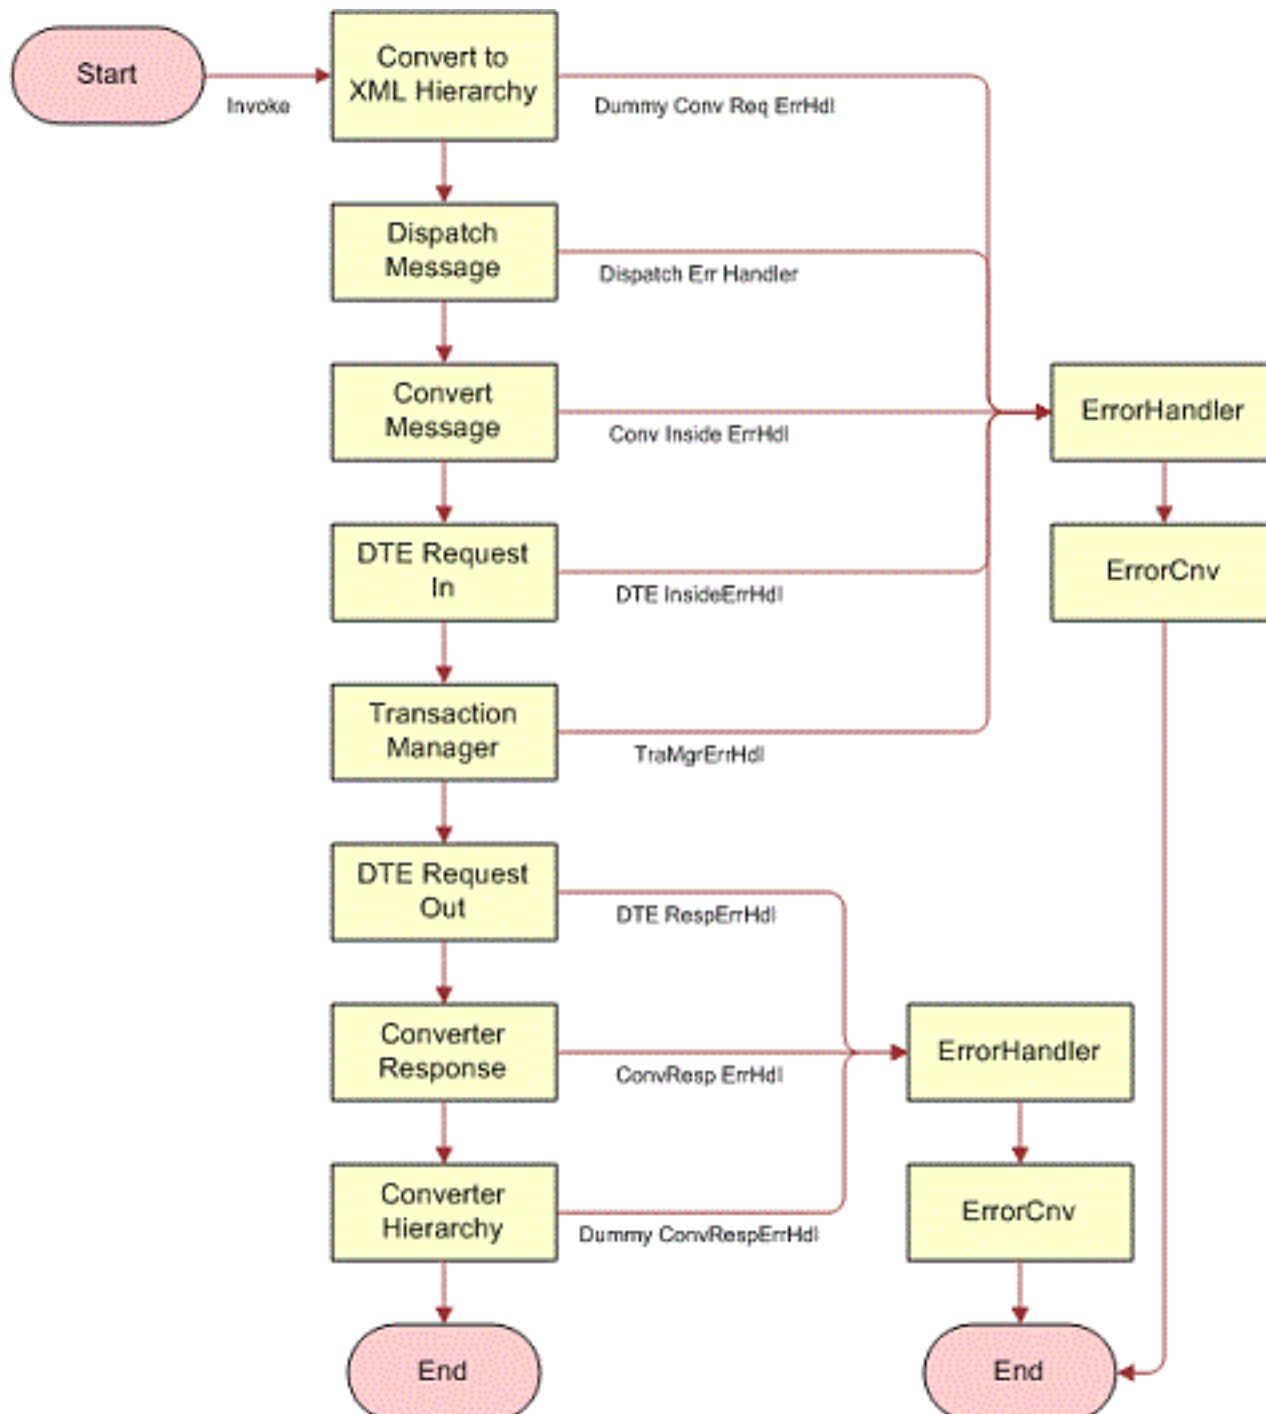 Start
Invoke
Convert to
XML Hierarchy
Dummy Conv Req ErrHdl
Dispatch
Message
Dispatch Err Handler
Convert
Message
Conv Inside ErrHdl
ErrorHandler
DTE Request
In
DTE InsideErrHdl
ErrorCnv
Transaction
Manager
TraMgrErrHdl
DTE Request
Out
DTE RespErrHdl
Converter
Response
ConvResp ErrHdl
ErrorHandler
Converter
Hierarchy
Dummy ConvRespErrHdl
ErrorCnv
End
End